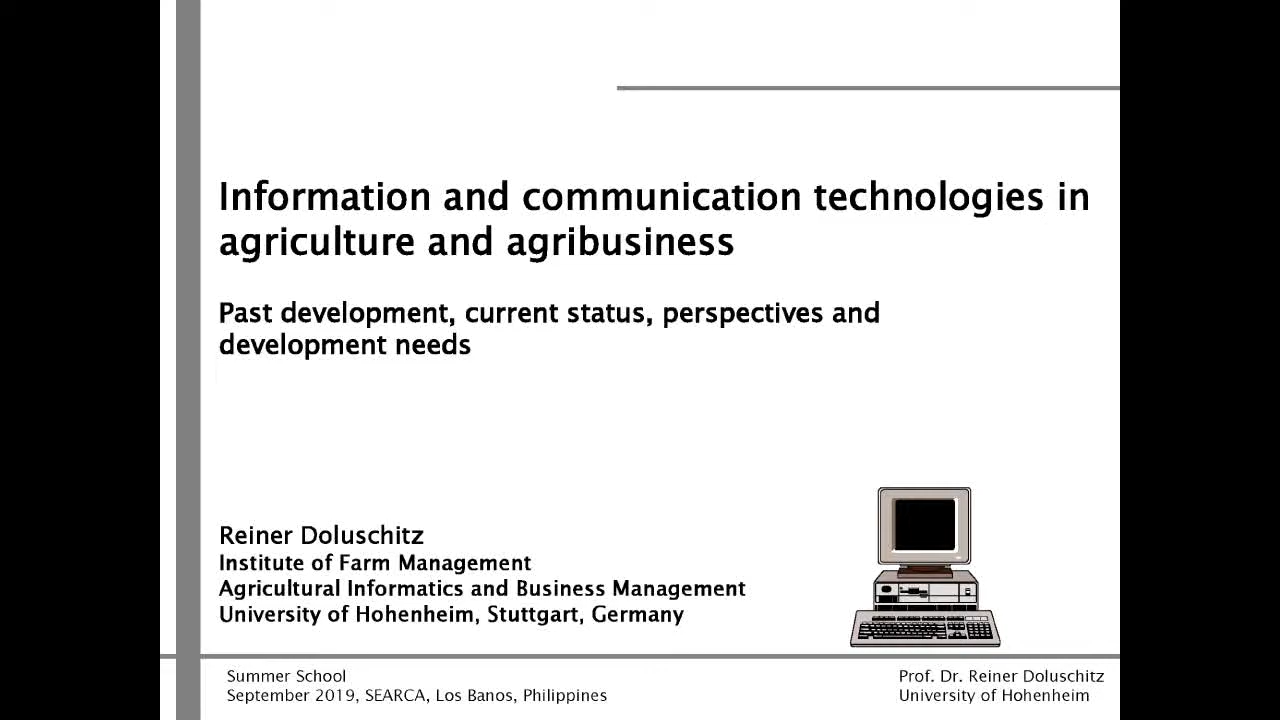 Information and communication technologies in
agriculture and agribusiness
Past development, current status, perspectives and
development needs
Reiner Doluschitz
Institute of Farm Management
Agricultural Informatics and Business Management
University of Hohenheim, Stuttgart, Germany
Summer School
September 2019, SEARCA, Los Banos, Philippines
Prof. Dr. Reiner Doluschitz
University of Hohenheim